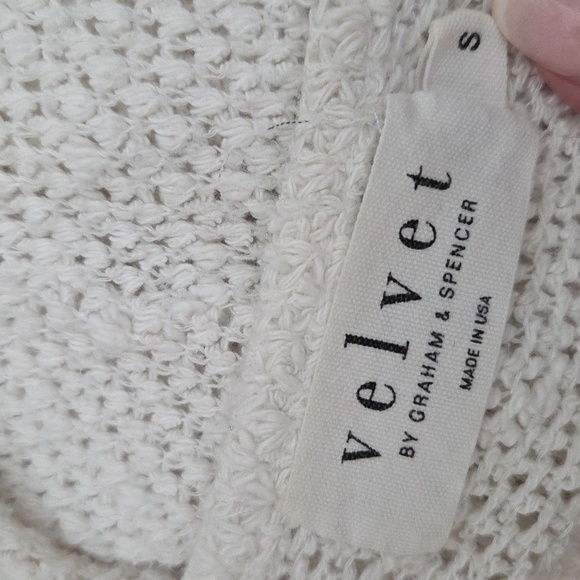 S
velvet
BY GRAHAM & SPENCER
MADE IN USA